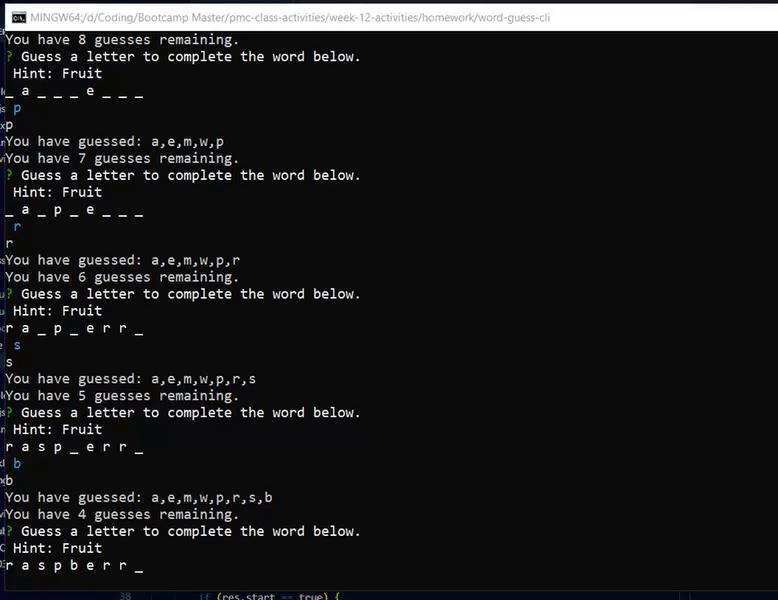 MINGW64:/d/Coding/Bootcamp Master/pmc-class-activities/week-12-activities/homework/word-guess-cli
You have 8 guesses remaining.
? Guess a letter to complete the word below.
Hint: Fruit
_ a _ _ _ e _ _ _
p
p
You have guessed: a,e,m,w,p
You have 7 guesses remaining.
? Guess a letter to complete the word below.
Hint: Fruit
_ a _ p _ e _ _ _
r
r
You have guessed: a,e,m,w,p,r
You have 6 guesses remaining.
? Guess a letter to complete the word below.
Hint: Fruit
r a _ p _ e r r _
s
s
You have guessed: a,e,m,w,p,r,s
You have 5 guesses remaining.
? Guess a letter to complete the word below.
Hint: Fruit
r a s p _ e r r _
b
b
You have guessed: a,e,m,w,p,r,s,b
You have 4 guesses remaining.
? Guess a letter to complete the word below.
Hint: Fruit
r a s p b e r r _
38 if (res.start == true) {